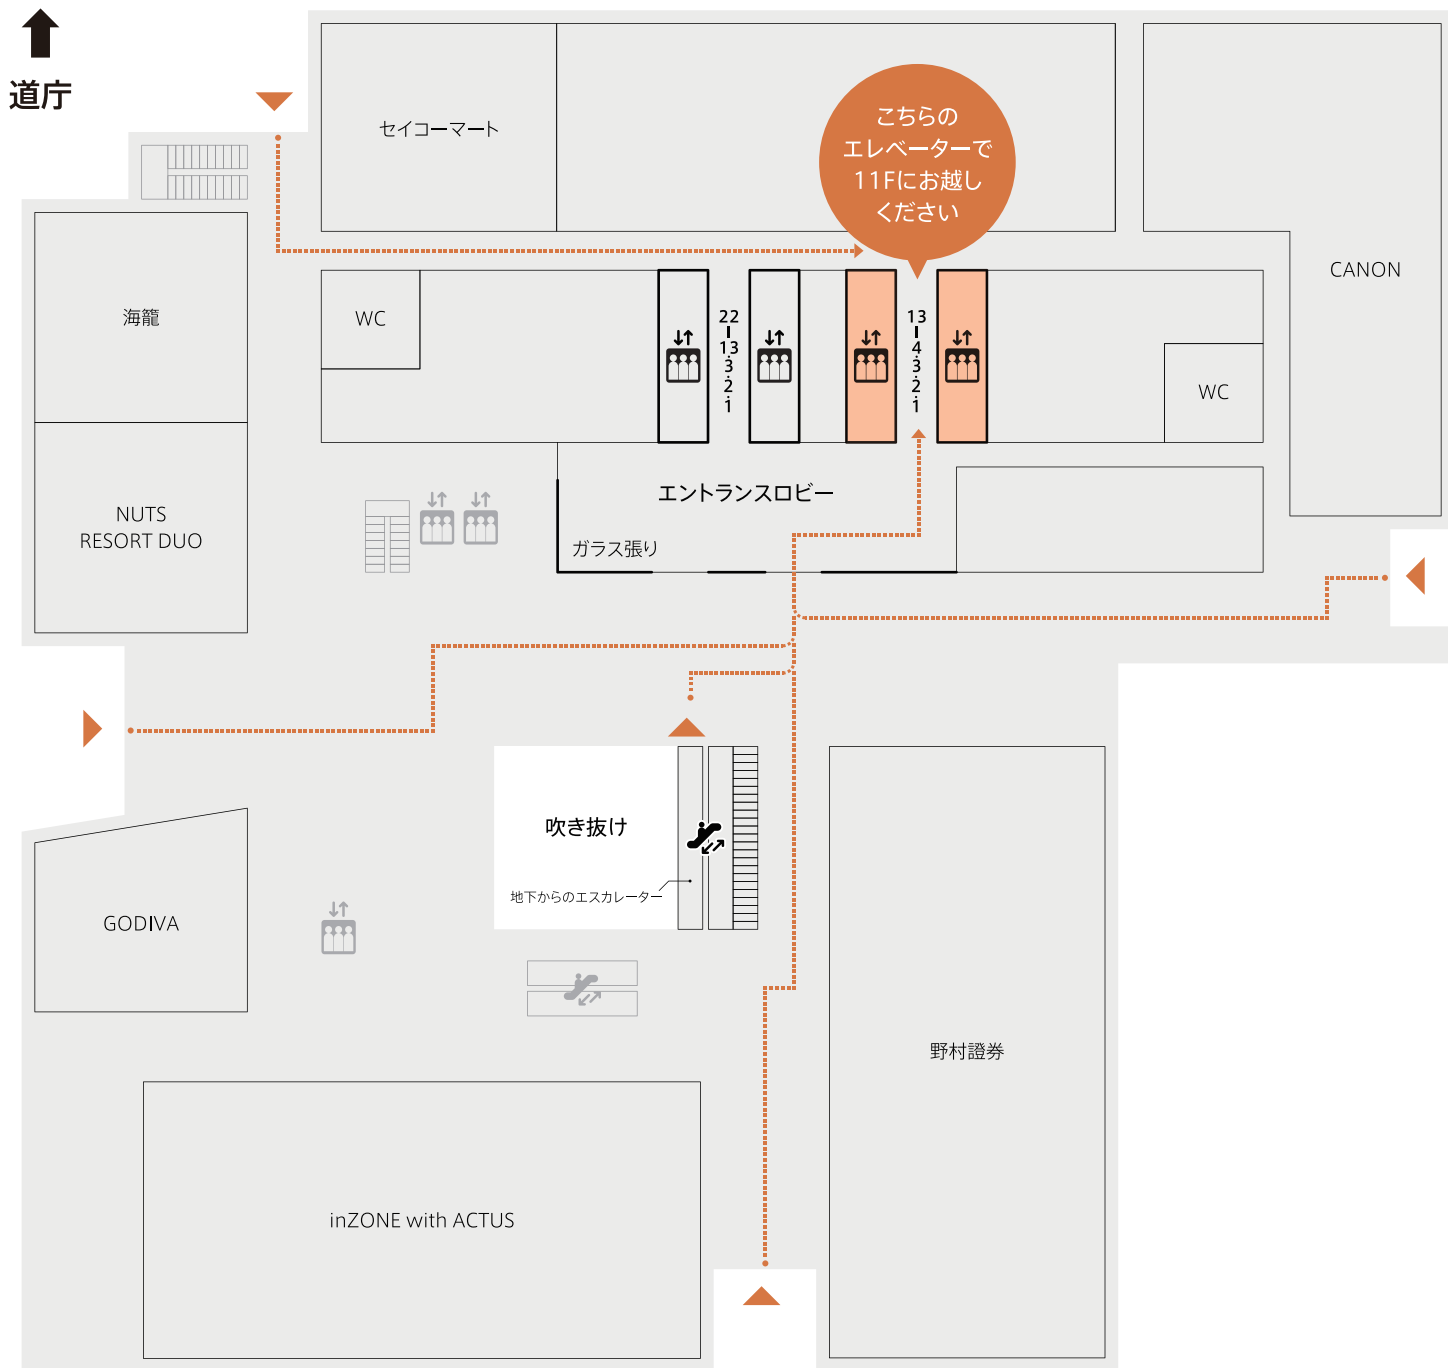 道庁
セイコーマート
こちらの
エレベーターで
11Fにお越し
ください
CANON
海籠
WC
22
|
13
・
3
・
2
・
1
13
|
4
・
3
・
2
・
1
WC
エントランスロビー
ガラス張り
NUTS
RESORT DUO
吹き抜け
地下からのエスカレーター
GODIVA
野村證券
inZONE with ACTUS